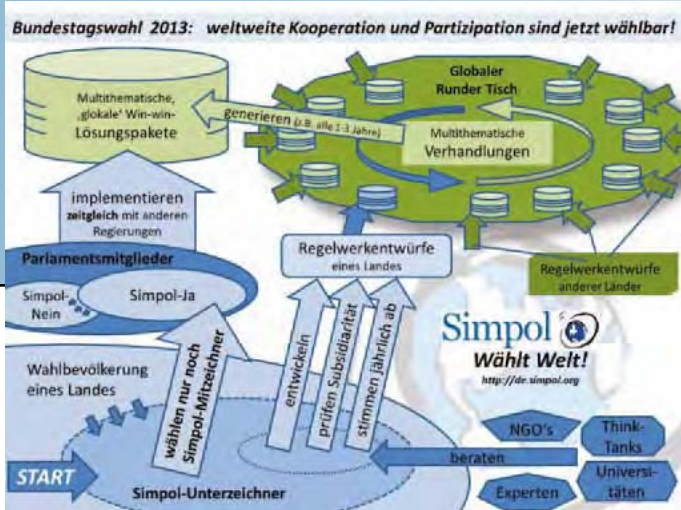 Bundestagswahl 2013: weltweite Kooperation und Partizipation sind jetzt wählbar!
Multithematische,
‚glokale' Win-win-
Lösungspakete
generieren (z.B. alle 1-3 Jahre)
Globaler
Runder Tisch
Multithematische
Verhandlungen
implementieren
zeitgleich mit anderen
Regierungen
Parlamentsmitglieder
Simpol-
Nein
Simpol-Ja
Regelwerkentwürfe
eines Landes
Regelwerkentwürfe
anderer Länder
Wahlbevölkerung
eines Landes
wählen nur noch
Simpol-Mitzeichner
entwickeln
prüfen Subsidiarität
stimmen jährlich ab
Simpol
Wählt Welt!
http://de.simpol.org
START
Simpol-Unterzeichner
beraten
NGO's
Think-
Tanks
Experten
Universi-
täten